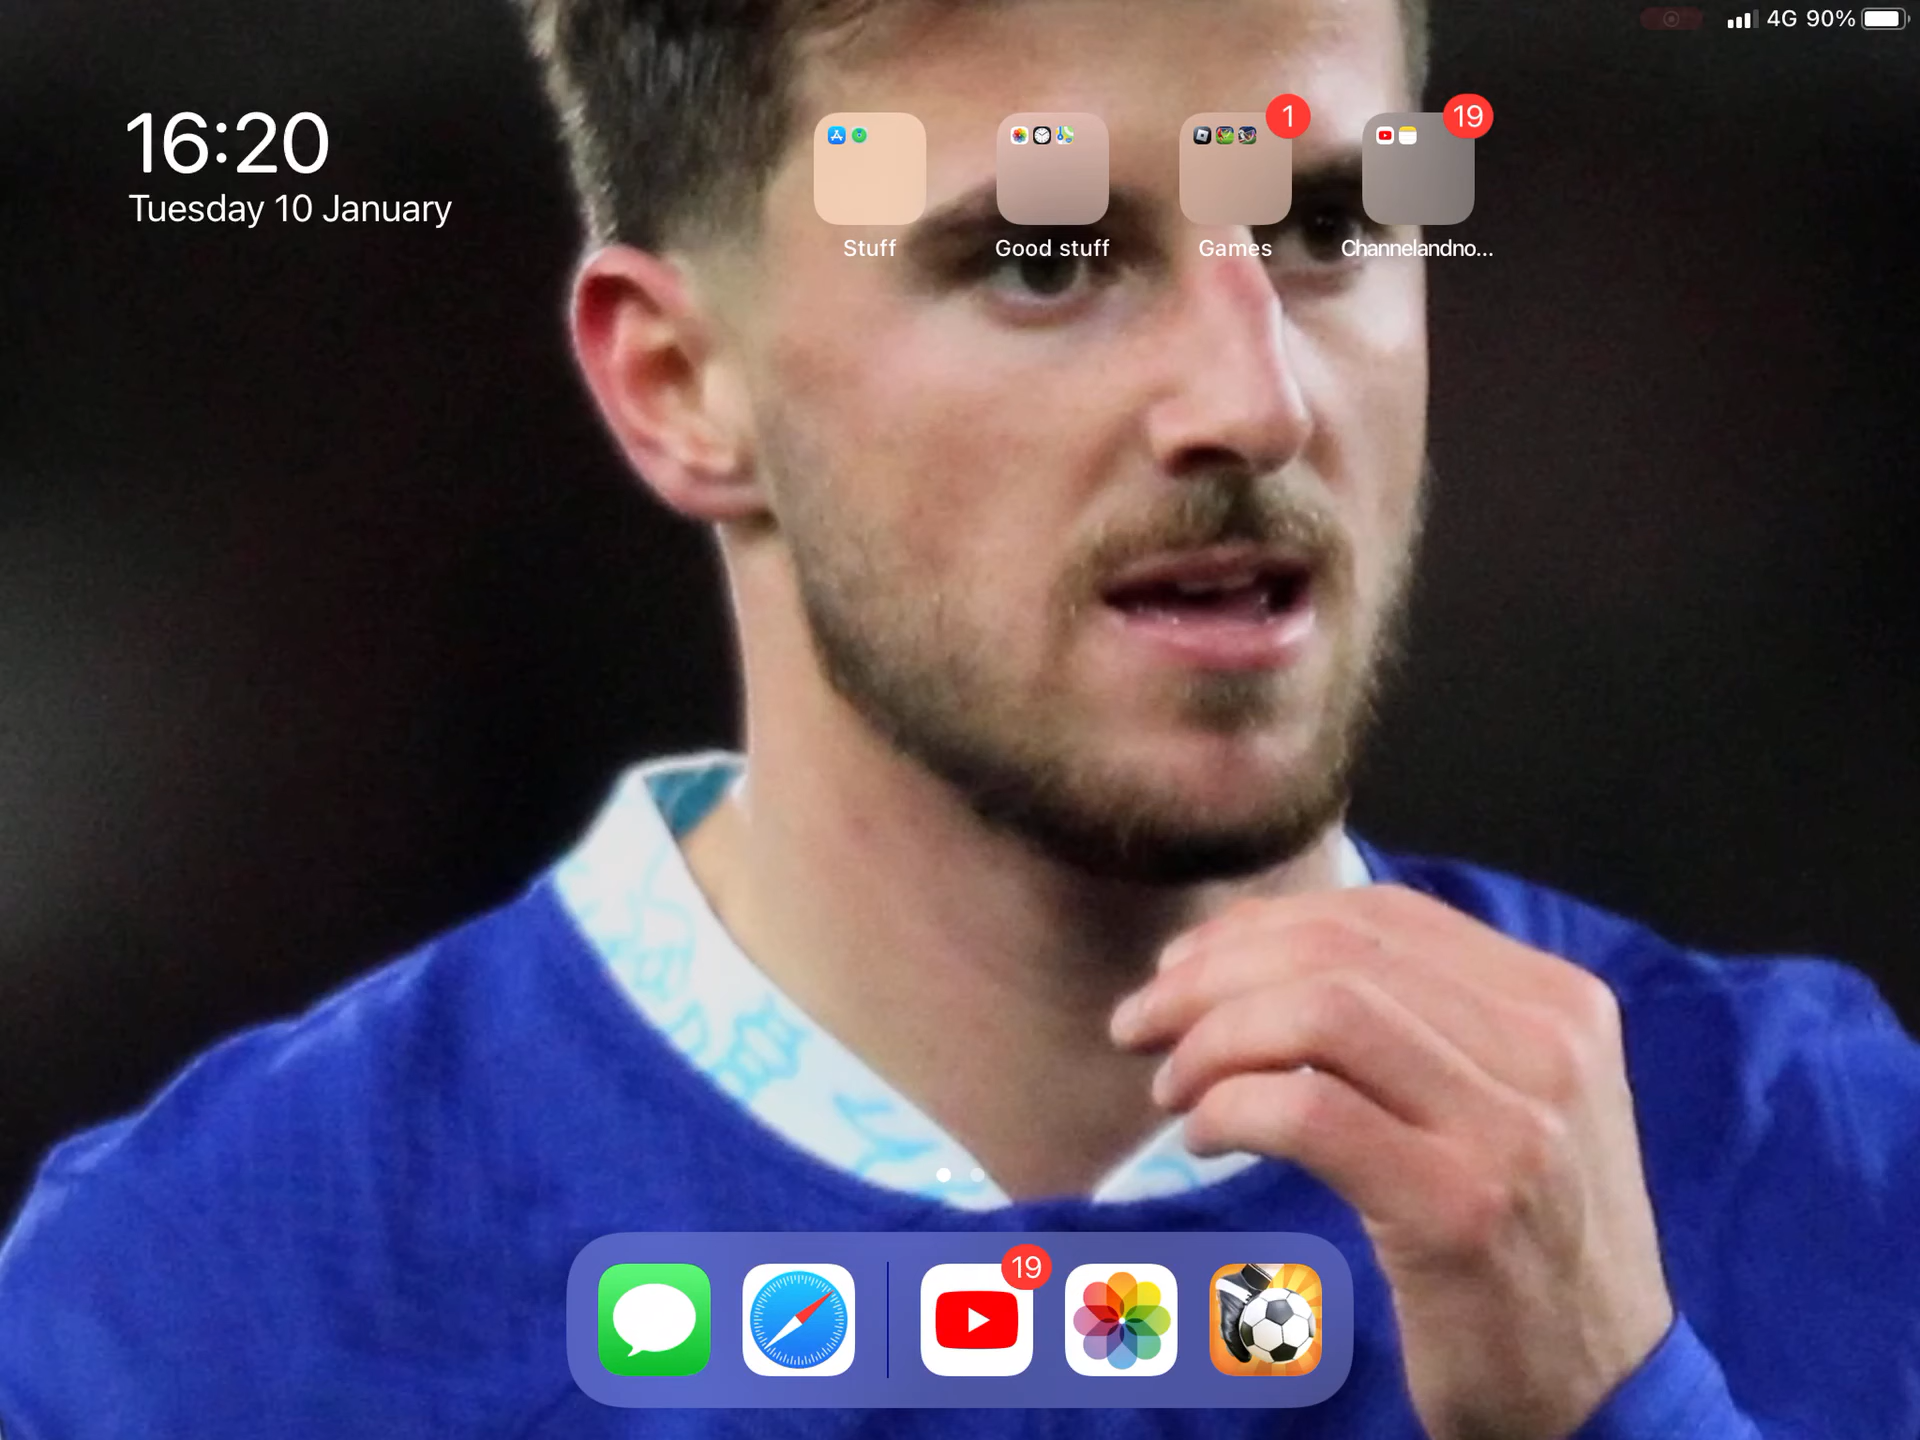 4G 90%
16:20
Tuesday 10 January
1
19
Stuff
Good stuff
Games
Channelandno...
19